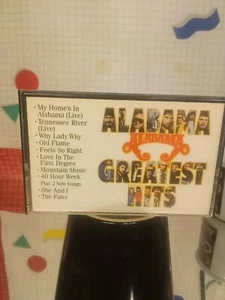 • My Home's In
Alabama (Live)
• Tennessee River
(Live)
• Why Lady Why
• Old Flame
• Feels So Right
• Love In The
First Degree
• Mountain Music
• 40 Hour Week
Plus 2 New Songs:
• She And I
• The Fans
ALABAMA
ALABAMA
GREATEST
HITS